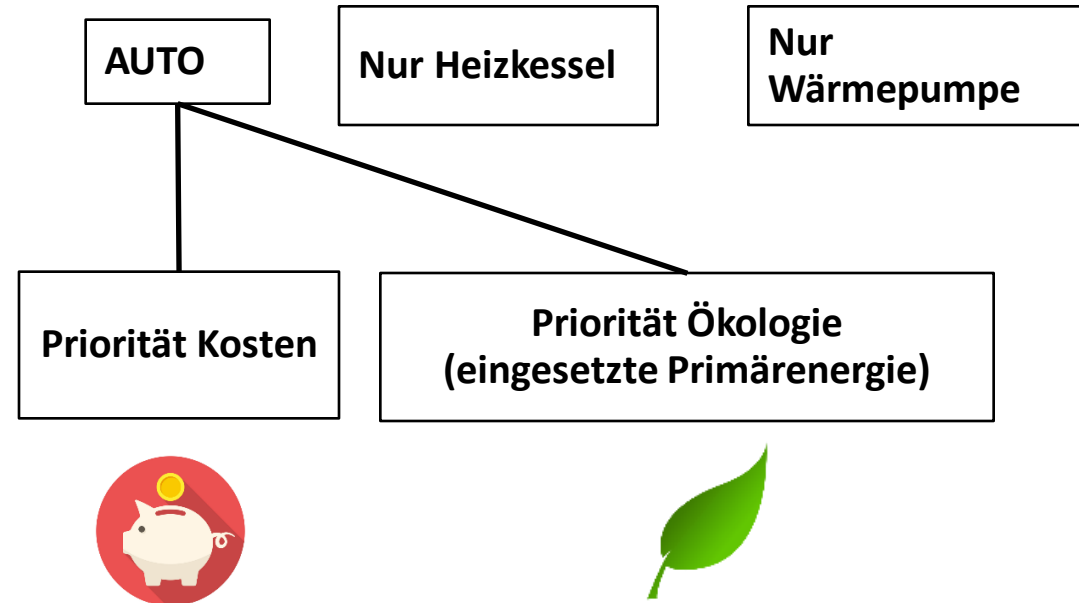 AUTO
Nur Heizkessel
Nur
Wärmepumpe
Priorität Kosten
Priorität Ökologie
(eingesetzte Primärenergie)